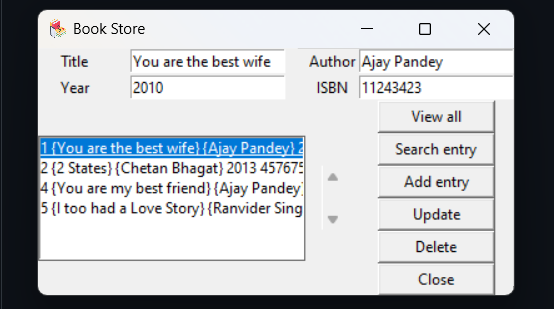 Book Store
Title You are the best wife Author Ajay Pandey
Year 2010 ISBN 11243423
View all
1 {You are the best wife} {Ajay Pandey} 2
Search entry
2 {2 States} {Chetan Bhagat} 2013 457675
4 {You are my best friend} {Ajay Pandey}
Add entry
5 {I too had a Love Story} {Ranvider Sing
Update
Delete
Close